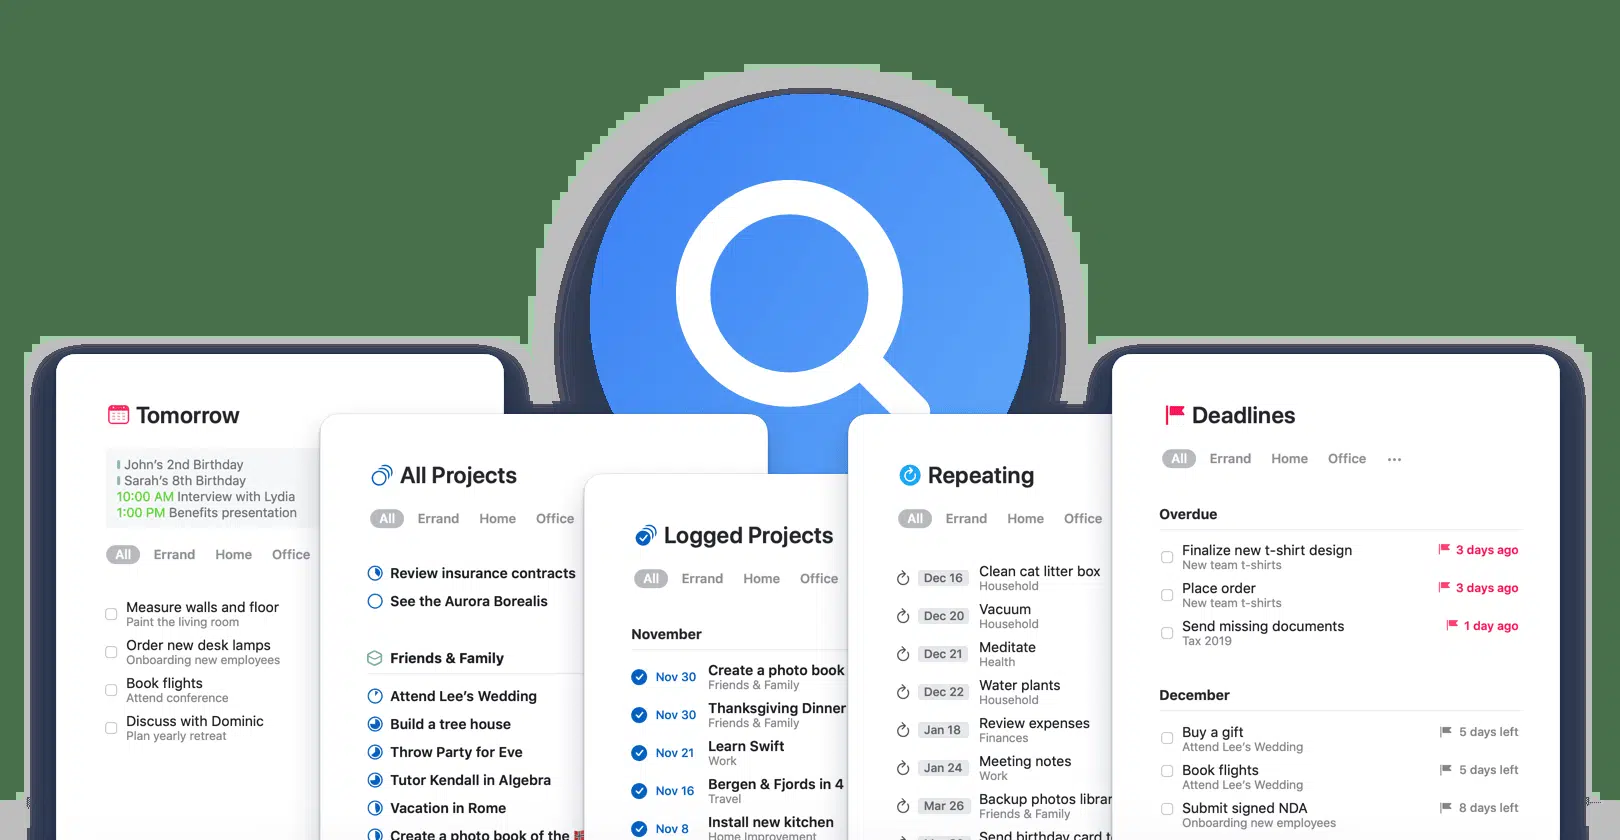 Tomorrow
John's 2nd Birthday
Sarah's 8th Birthday
10:00 AM Interview with Lydia
1:00 PM Benefits presentation
All Errand Home Office
Measure walls and floor
Paint the living room
Order new desk lamps
Onboarding new employees
Book flights
Attend conference
Discuss with Dominic
Plan yearly retreat
All Projects
All Errand Home Office
Review insurance contracts
See the Aurora Borealis
Friends & Family
Attend Lee's Wedding
Build a tree house
Throw Party for Eve
Tutor Kendall in Algebra
Vacation in Rome
Create a photo book of the
Logged Projects
All Errand Home Office
November
Nov 30 Create a photo book
Friends & Family
Nov 30 Thanksgiving Dinner
Friends & Family
Nov 21 Learn Swift
Work
Nov 16 Bergen & Fjords in 4
Travel
Nov 8 Install new kitchen
Home Improvement
Repeating
All Errand Home Office
Dec 16 Clean cat litter box
Household
Dec 20 Vacuum
Household
Dec 21 Meditate
Health
Dec 22 Water plants
Household
Jan 18 Review expenses
Finances
Jan 24 Meeting notes
Work
Mar 26 Backup photos librar
Friends & Family
Send birthday card t
Deadlines
All Errand Home Office ...
Overdue
Finalize new t-shirt design 3 days ago
New team t-shirts
Place order 3 days ago
New team t-shirts
Send missing documents 1 day ago
Tax 2019
December
Buy a gift 5 days left
Attend Lee's Wedding
Book flights 5 days left
Attend Lee's Wedding
Submit signed NDA 8 days left
Onboarding new employees